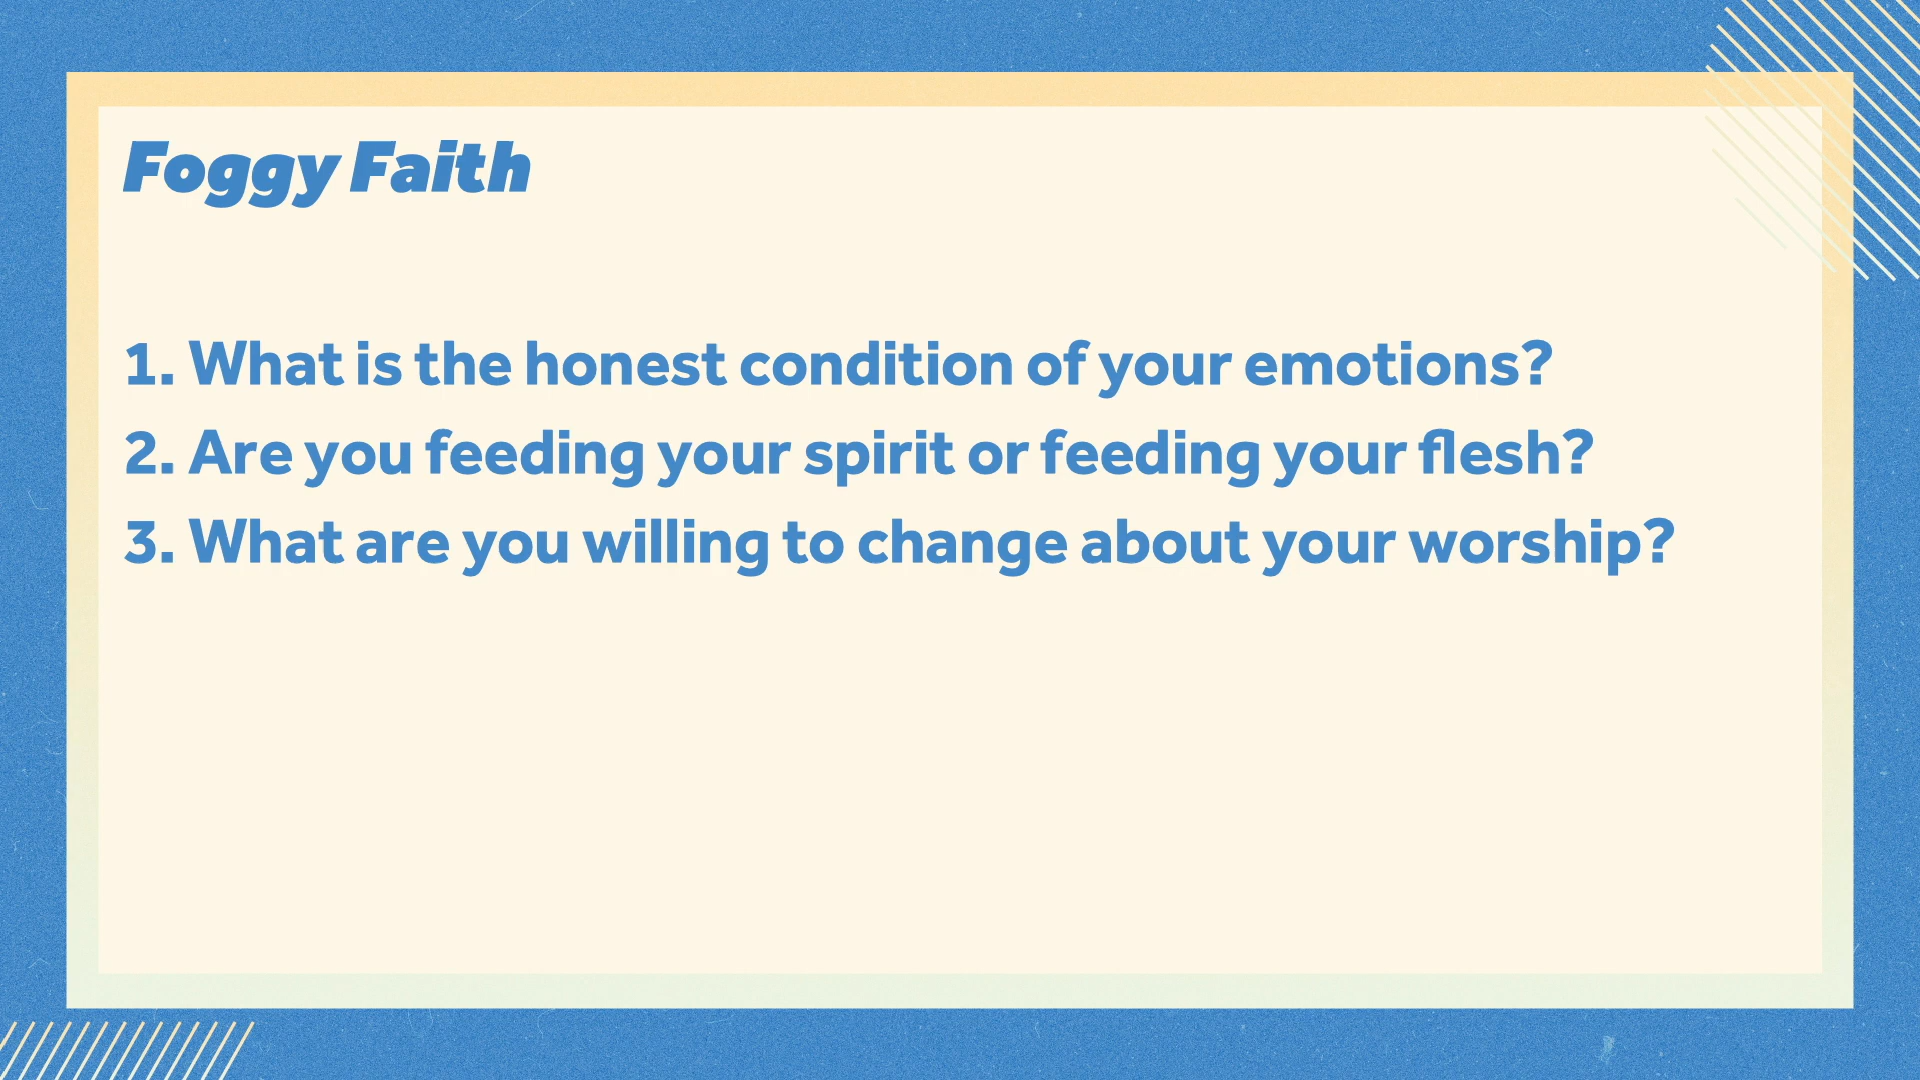 Foggy Faith
1. What is the honest condition of your emotions?
2. Are you feeding your spirit or feeding your flesh?
3. What are you willing to change about your worship?